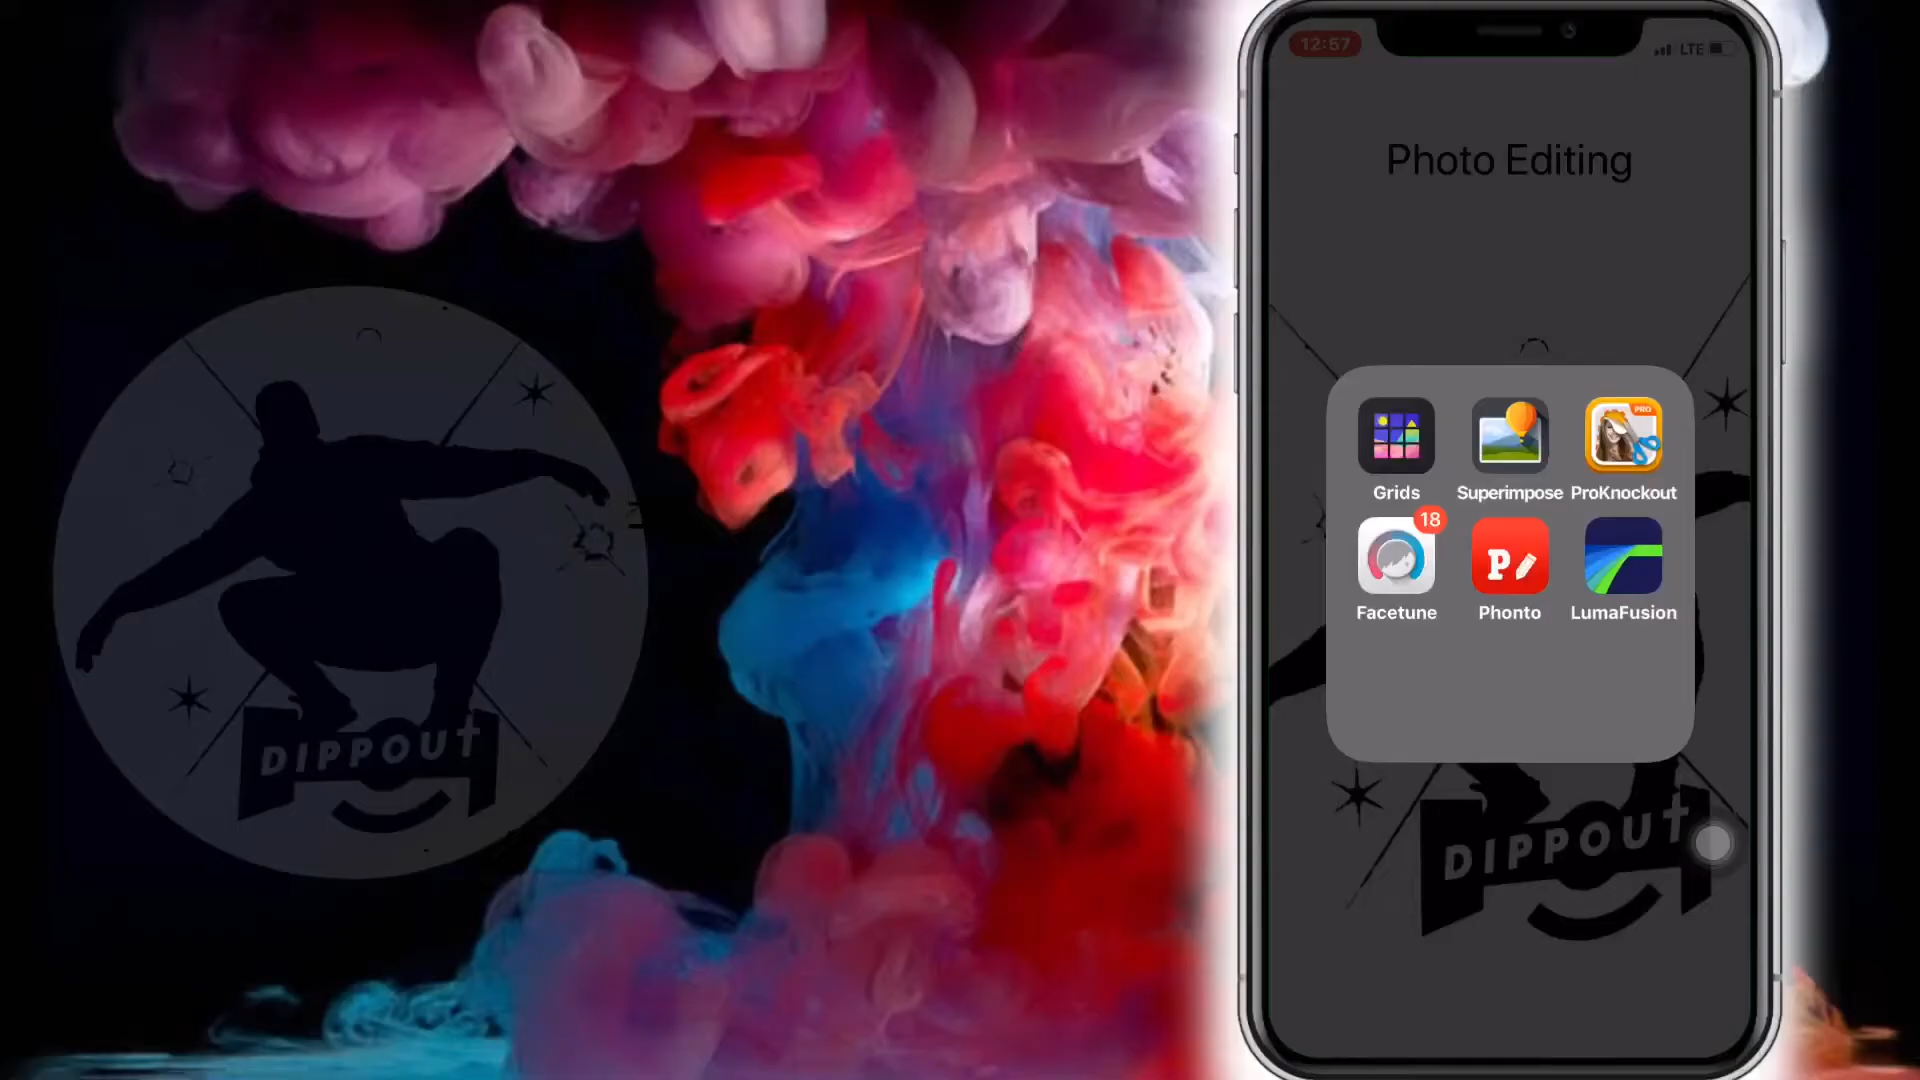 12:57
LTE
Photo Editing
PRO
Grids
Superimpose
ProKnockout
18
P
Facetune
Phonto
LumaFusion
DIPPOUT
DIPPOUT